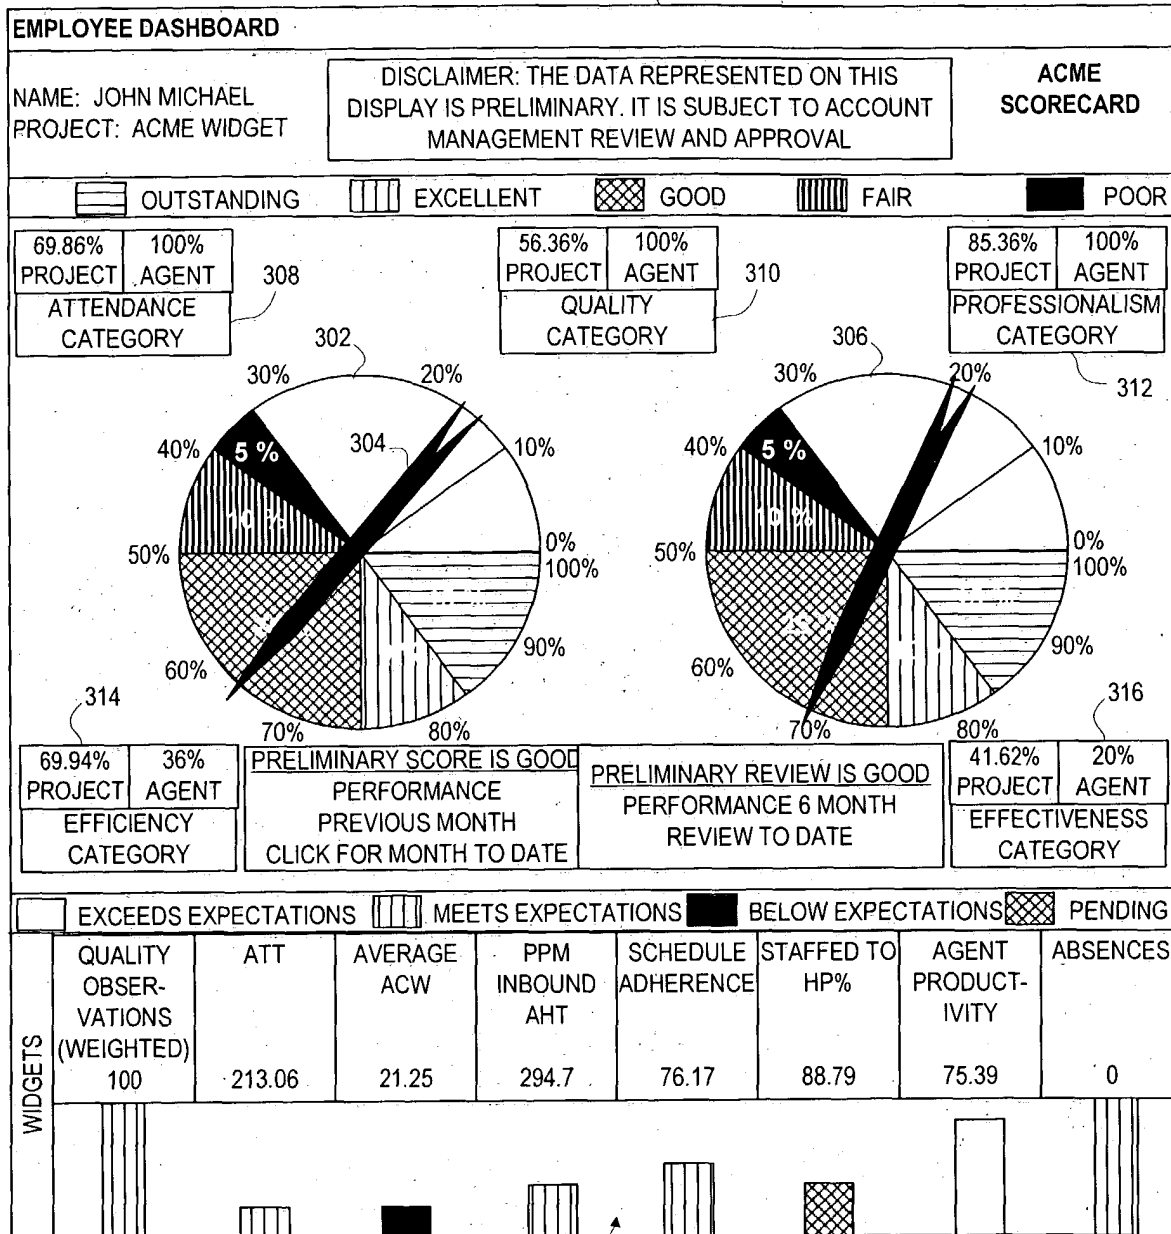 EMPLOYEE DASHBOARD
NAME: JOHN MICHAEL
PROJECT: ACME WIDGET
DISCLAIMER: THE DATA REPRESENTED ON THIS
DISPLAY IS PRELIMINARY. IT IS SUBJECT TO ACCOUNT
MANAGEMENT REVIEW AND APPROVAL
ACME
SCORECARD
OUTSTANDING EXCELLENT GOOD FAIR POOR
69.86% 100%
PROJECT AGENT
ATTENDANCE
CATEGORY
308
56.36% 100%
PROJECT AGENT
QUALITY
CATEGORY
310
85.36% 100%
PROJECT AGENT
PROFESSIONALISM
CATEGORY
312
302
30% 20%
304
40% 5 % 10%
10 %
50% 0%
100%
60% 90%
70% 80%
306
30% 20%
40% 5 % 10%
10 %
50% 0%
100%
60% 90%
70% 80%
314
69.94% 36%
PROJECT AGENT
EFFICIENCY
CATEGORY
PRELIMINARY SCORE IS GOOD
PERFORMANCE
PREVIOUS MONTH
CLICK FOR MONTH TO DATE
PRELIMINARY REVIEW IS GOOD
PERFORMANCE 6 MONTH
REVIEW TO DATE
316
41.62% 20%
PROJECT AGENT
EFFECTIVENESS
CATEGORY
EXCEEDS EXPECTATIONS MEETS EXPECTATIONS BELOW EXPECTATIONS PENDING
WIDGETS
QUALITY
OBSER-
VATIONS
(WEIGHTED)
100
ATT
213.06
AVERAGE
ACW
21.25
PPM
INBOUND
AHT
294.7
SCHEDULE
ADHERENCE
76.17
STAFFED TO
HP%
88.79
AGENT
PRODUCT-
IVITY
75.39
ABSENCES
0